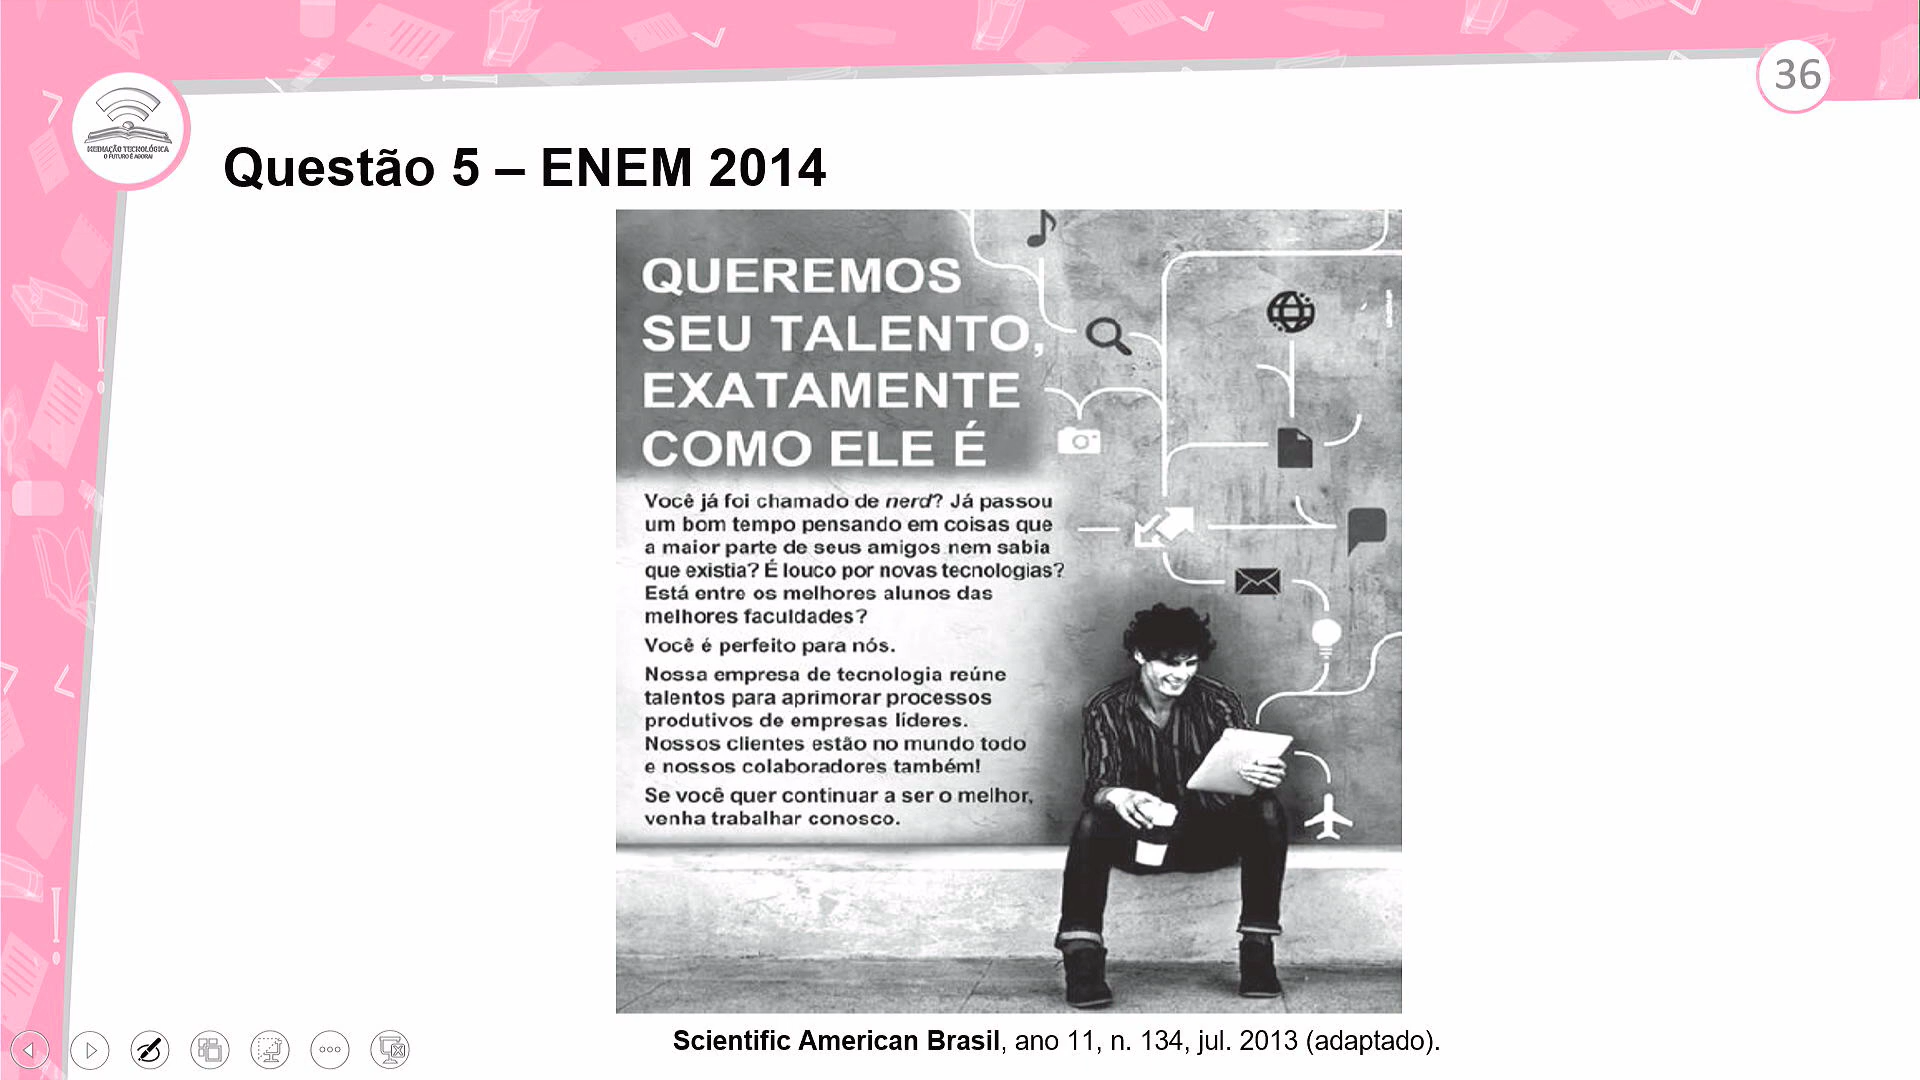 36
MEDIAÇÃO TECNOLÓGICA
O FUTURO É AGORA!
Questão 5 – ENEM 2014
QUEREMOS
SEU TALENTO,
EXATAMENTE
COMO ELE É
Você já foi chamado de nerd? Já passou
um bom tempo pensando em coisas que
a maior parte de seus amigos nem sabia
que existia? É louco por novas tecnologias?
Está entre os melhores alunos das
melhores faculdades?
Você é perfeito para nós.
Nossa empresa de tecnologia reúne
talentos para aprimorar processos
produtivos de empresas líderes.
Nossos clientes estão no mundo todo
e nossos colaboradores também!
Se você quer continuar a ser o melhor,
venha trabalhar conosco.
Scientific American Brasil, ano 11, n. 134, jul. 2013 (adaptado).